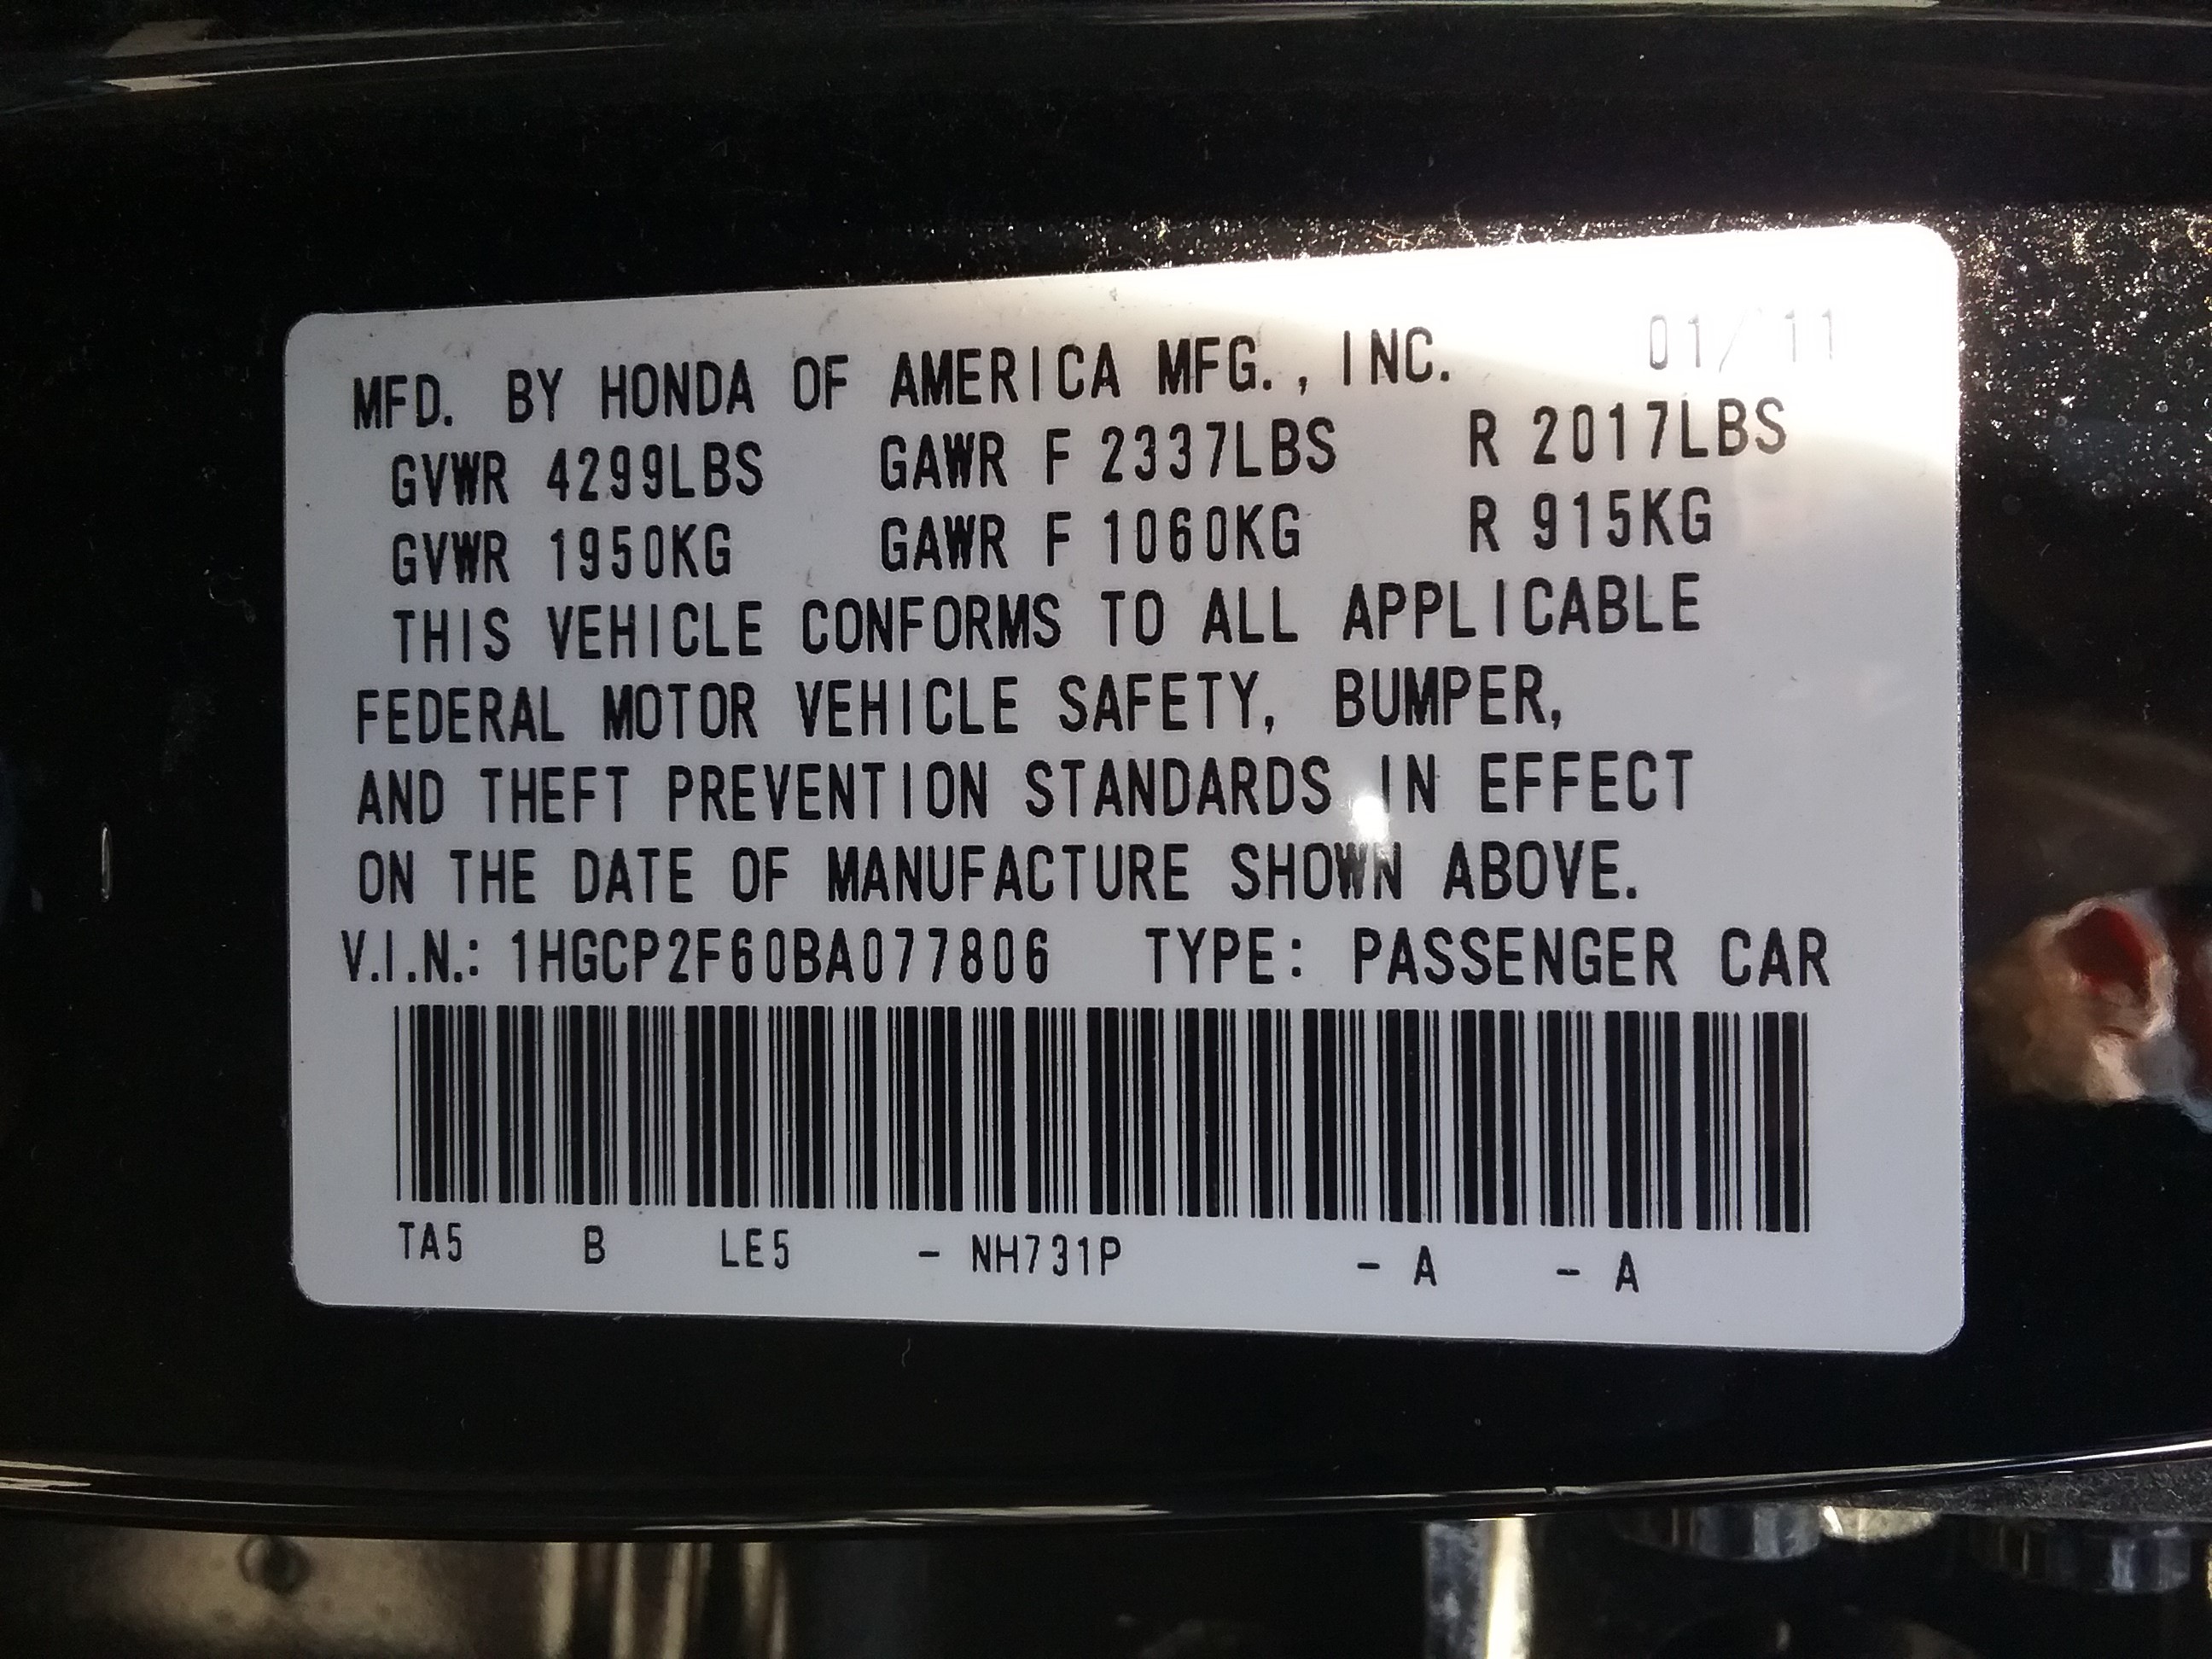 MFD. BY HONDA OF AMERICA MFG., INC. 01/11
GVWR 4299LBS GAWR F 2337LBS R 2017LBS
GVWR 1950KG GAWR F 1060KG R 915KG
THIS VEHICLE CONFORMS TO ALL APPLICABLE
FEDERAL MOTOR VEHICLE SAFETY, BUMPER,
AND THEFT PREVENTION STANDARDS IN EFFECT
ON THE DATE OF MANUFACTURE SHOWN ABOVE.
V.I.N.: 1HGCP2F60BA077806 TYPE: PASSENGER CAR
TA5 B LE5 - NH731P - A - A